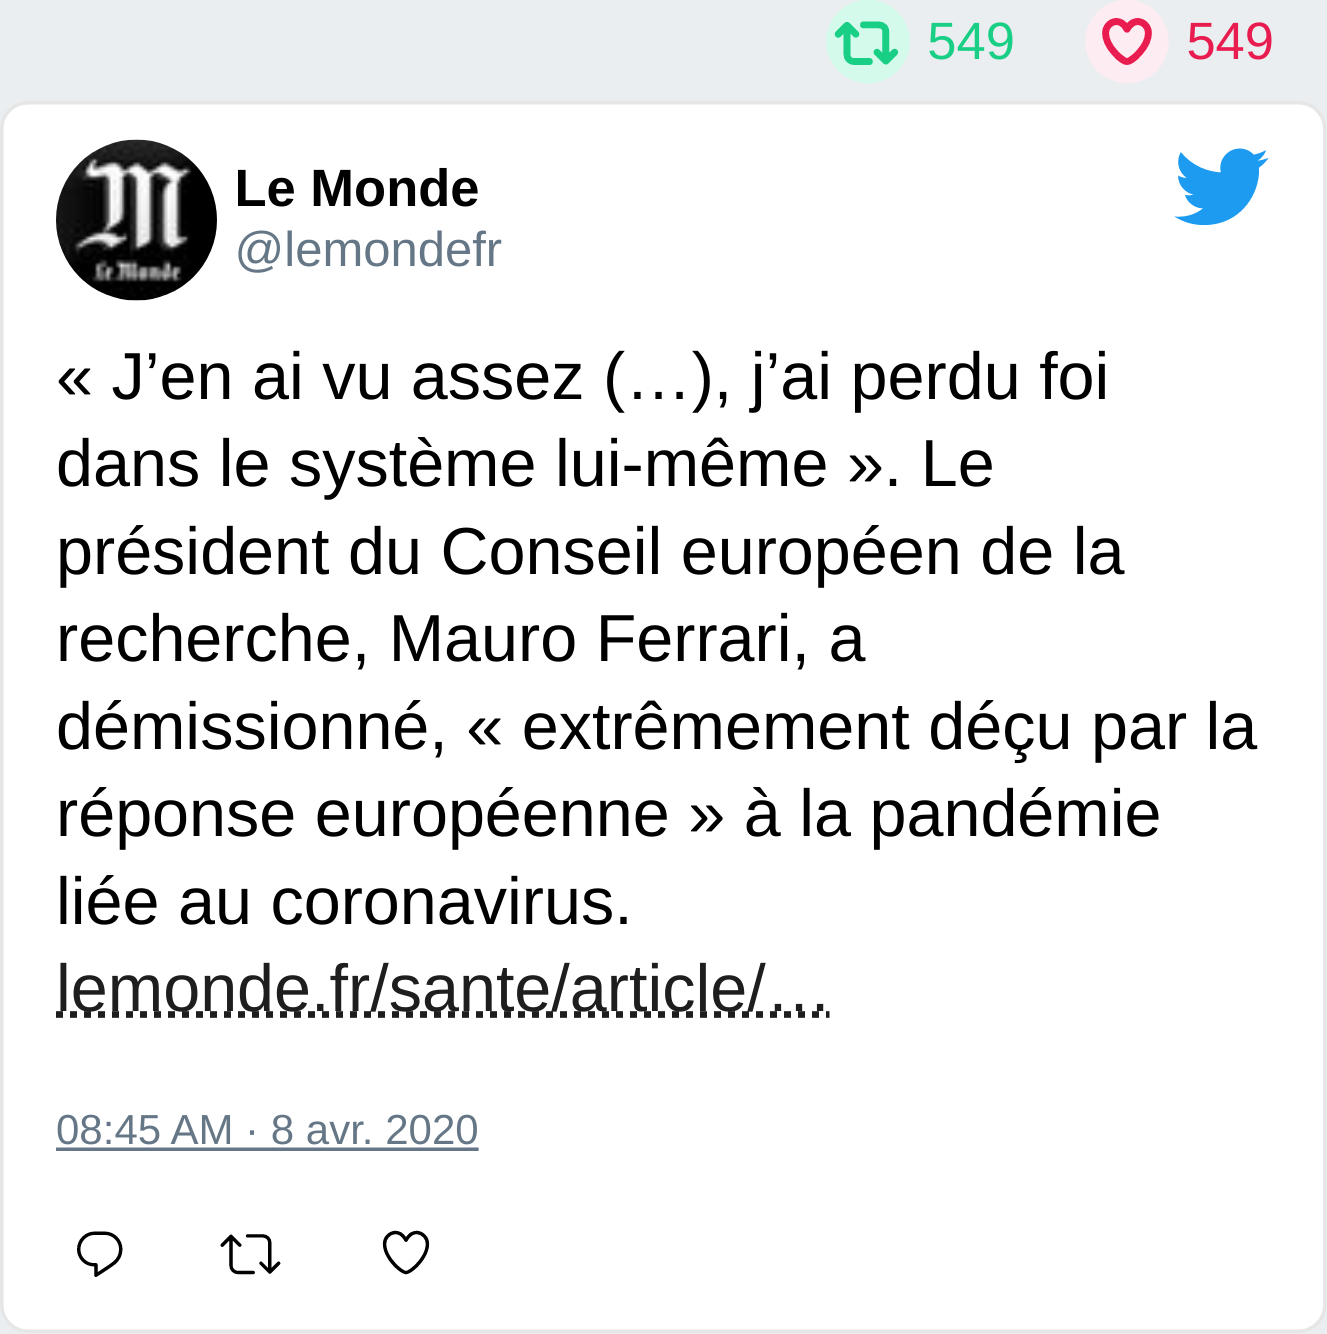 549 549
Le Monde
Le Monde
@lemondefr
« J’en ai vu assez (…), j’ai perdu foi
dans le système lui-même ». Le
président du Conseil européen de la
recherche, Mauro Ferrari, a
démissionné, « extrêmement déçu par la
réponse européenne » à la pandémie
liée au coronavirus.
lemonde.fr/sante/article/…
08:45 AM · 8 avr. 2020